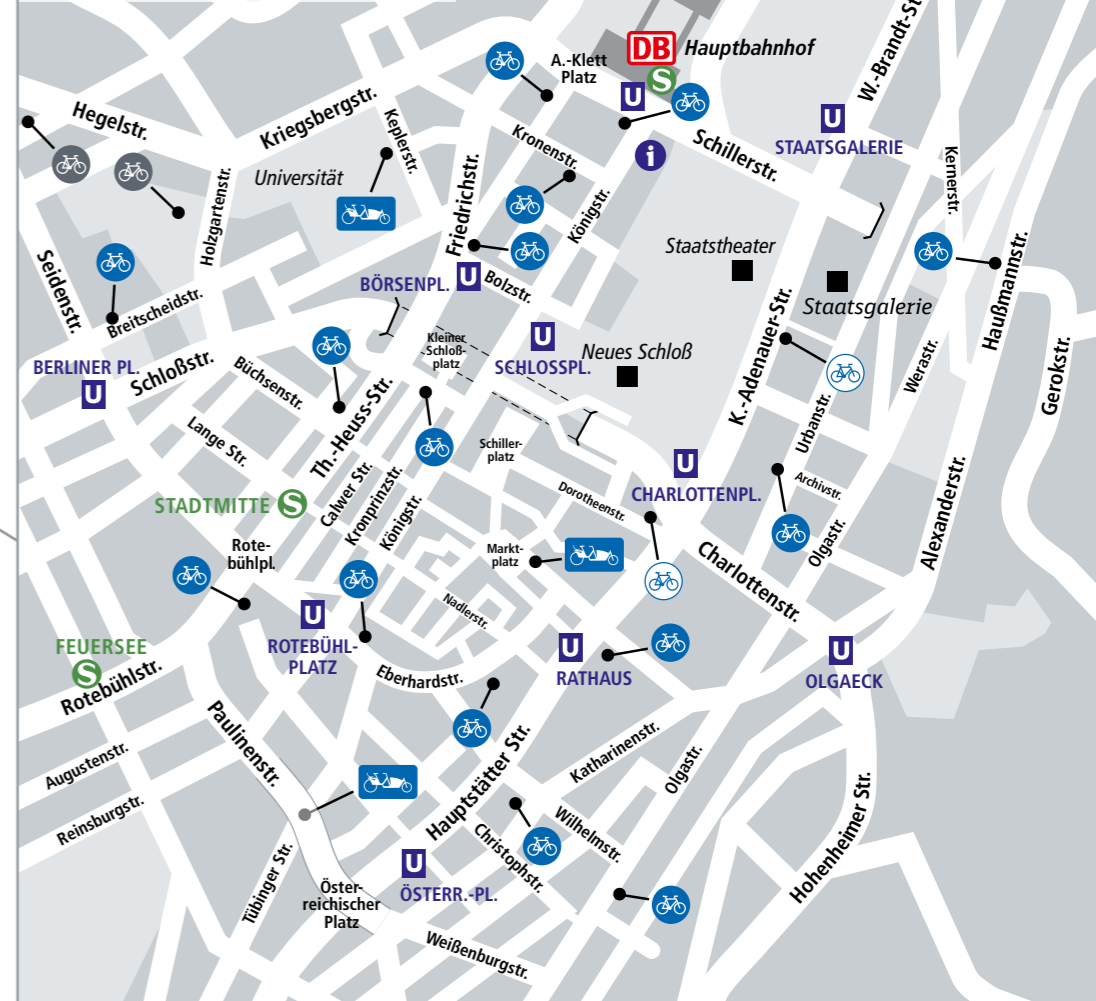 W.-Brandt-St
A.-Klett
Platz
DB
Hauptbahnhof
S
U
i
Hegelstr.
Kriegsbergstr.
Keplerstr.
Kronenstr.
Schillerstr.
U
STAATSGALERIE
Kernerstr.
Universität
Holzgartenstr.
Friedrichstr.
Königstr.
Staatstheater
Staatsgalerie
Haußmannstr.
Seidenstr.
Breitscheidstr.
BÖRSENPL.
U
Bolzstr.
Kleiner
Schloß-
platz
U
SCHLOSSPL.
Neues Schloß
K.-Adenauer-Str.
Werastr.
Gerokstr.
BERLINER PL.
U
Schloßstr.
Büchsenstr.
Th.-Heuss-Str.
Lange Str.
Schiller-
platz
Urbanstr.
STADTMITTE
S
Calwer Str.
Kronprinzstr.
Königstr.
Dorotheenstr.
U
CHARLOTTENPL.
Archivstr.
Olgastr.
Alexanderstr.
Rote-
bühlpl.
Markt-
platz
Charlottenstr.
Nadlerstr.
U
ROTEBÜHL-
PLATZ
FEUERSEE
S
Rotebühlstr.
Eberhardstr.
U
RATHAUS
U
OLGAECK
Paulinenstr.
Augustenstr.
Reinsburgstr.
Hauptstätter Str.
Katharinenstr.
Olgastr.
Wilhelmstr.
Christophstr.
Hohenheimer Str.
Tübinger Str.
Öster-
reichischer
Platz
U
ÖSTERR.-PL.
Weißenburgstr.